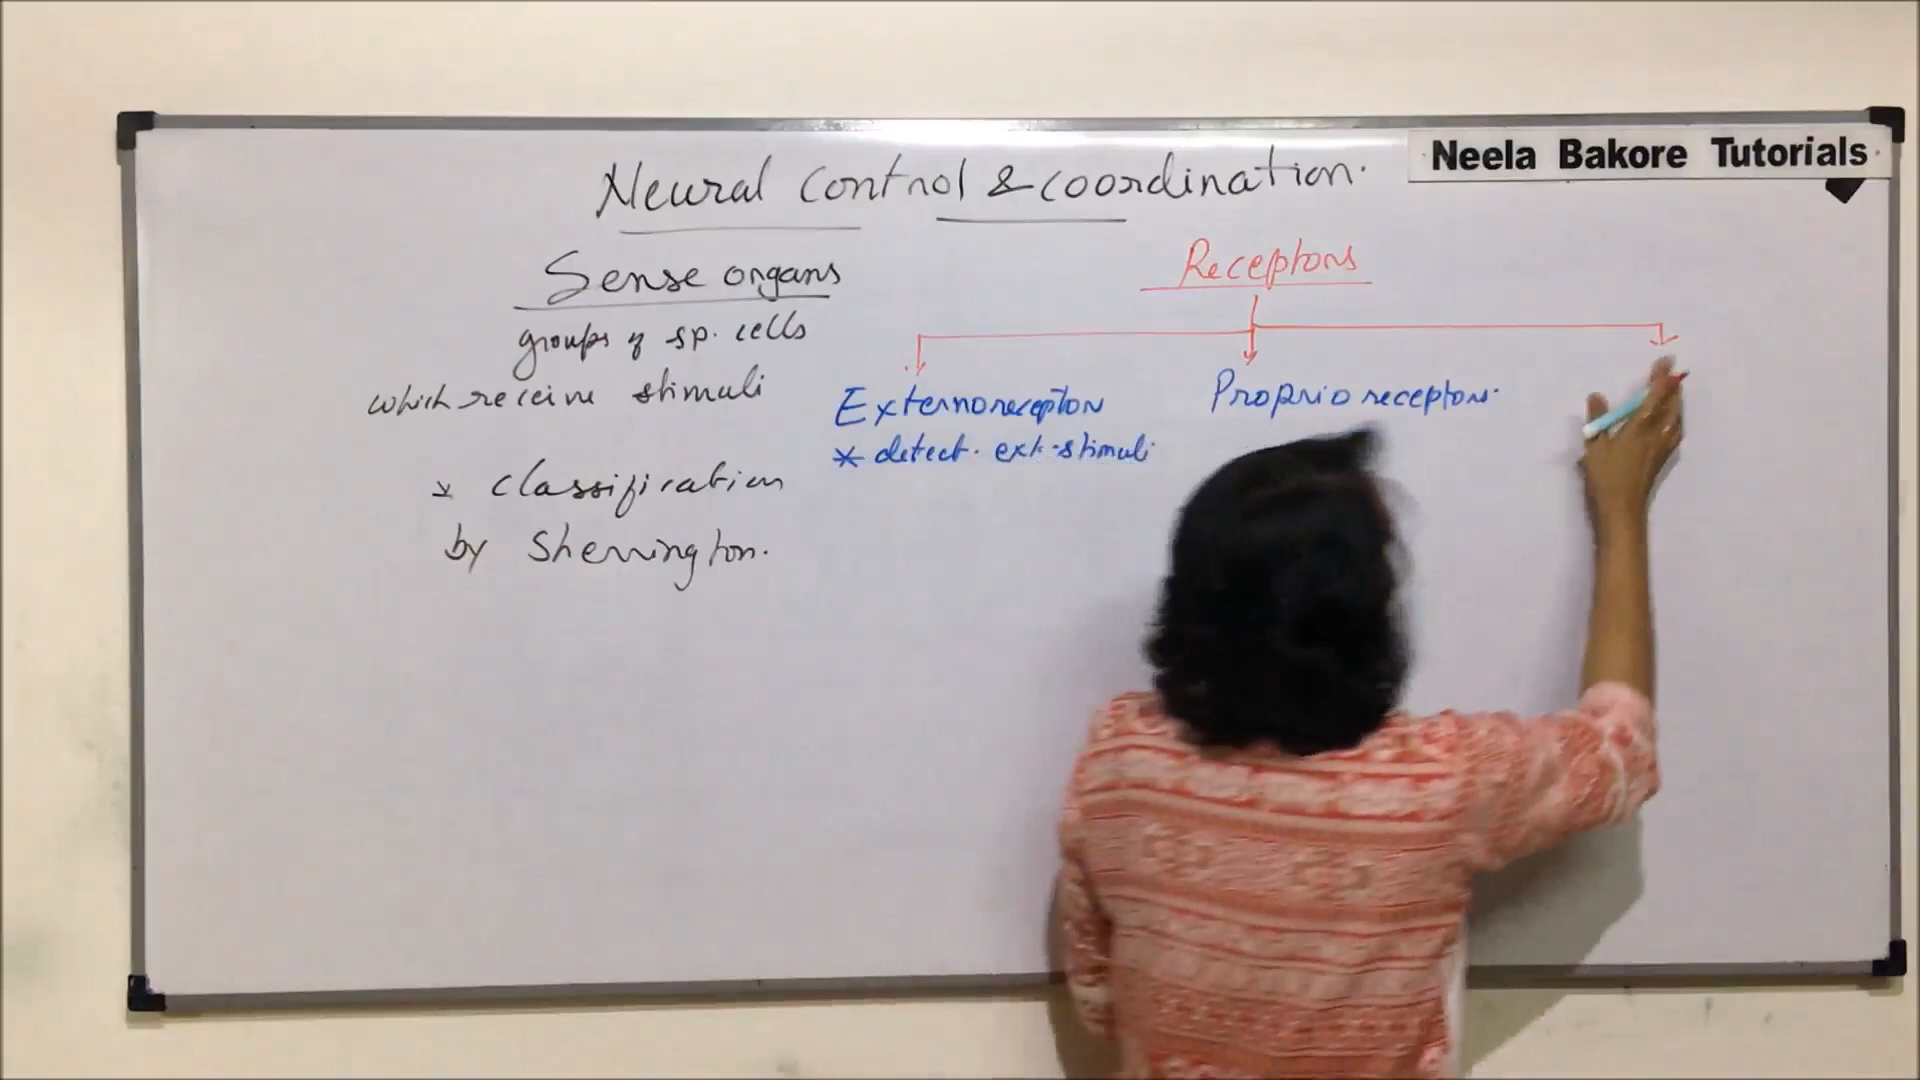 Neela Bakore Tutorials
Neural control & coordination.
Sense organs
groups of sp. cells
which receive stimuli
* classification
by Sherrington.
Receptors
Externoreceptors
* detect. ext. stimuli
Proprioreceptors.